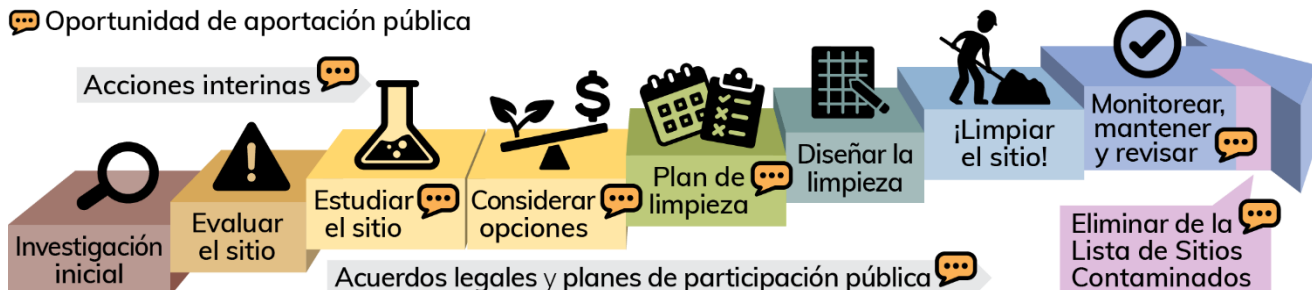 Oportunidad de aportación pública
Acciones interinas
Investigación
inicial
Evaluar
el sitio
Estudiar
el sitio
$
Considerar
opciones
Plan de
limpieza
Diseñar la
limpieza
¡Limpiar
el sitio!
Monitorear,
mantener
y revisar
Eliminar de la
Lista de Sitios
Contaminados
Acuerdos legales y planes de participación pública